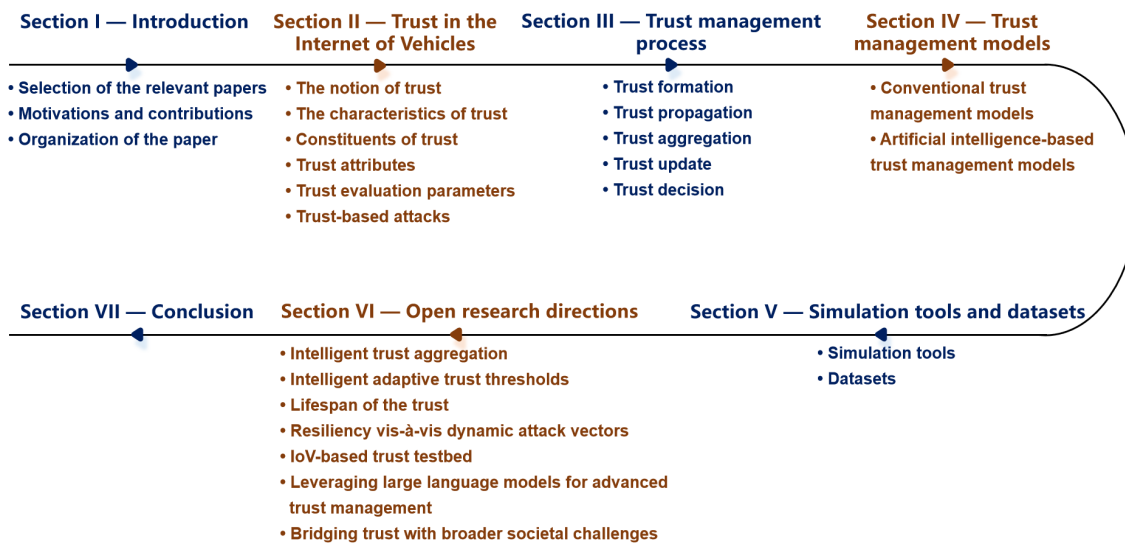 Section I — Introduction
• Selection of the relevant papers
• Motivations and contributions
• Organization of the paper
Section II — Trust in the
Internet of Vehicles
• The notion of trust
• The characteristics of trust
• Constituents of trust
• Trust attributes
• Trust evaluation parameters
• Trust-based attacks
Section III — Trust management
process
• Trust formation
• Trust propagation
• Trust aggregation
• Trust update
• Trust decision
Section IV — Trust
management models
• Conventional trust
management models
• Artificial intelligence-based
trust management models
Section V — Simulation tools and datasets
• Simulation tools
• Datasets
Section VI — Open research directions
• Intelligent trust aggregation
• Intelligent adaptive trust thresholds
• Lifespan of the trust
• Resiliency vis-à-vis dynamic attack vectors
• IoV-based trust testbed
• Leveraging large language models for advanced
trust management
• Bridging trust with broader societal challenges
Section VII — Conclusion